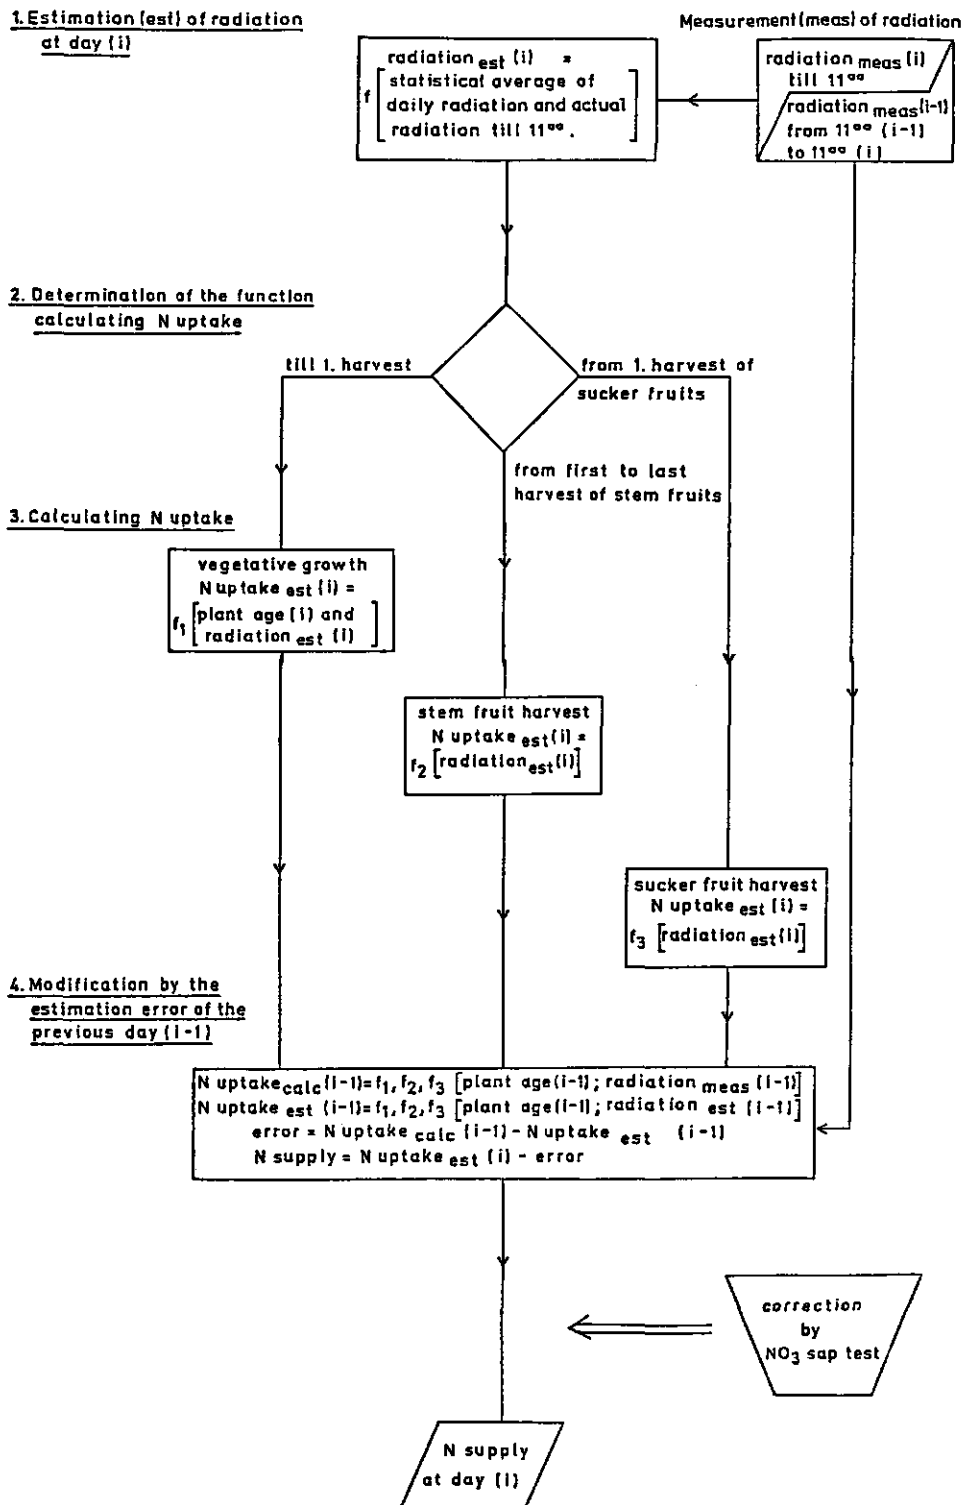 1. Estimation (est) of radiation
at day (i)
Measurement (meas) of radiation
radiation est (i) =
f [ statistical average of
daily radiation and actual
radiation till 11°°. ]
radiation meas (i)
till 11°°
radiation meas (i-1)
from 11°° (i-1)
to 11°° (i)
2. Determination of the function
calculating N uptake
till 1. harvest
from 1. harvest of
sucker fruits
from first to last
harvest of stem fruits
3. Calculating N uptake
vegetative growth
N uptake est (i) =
f1 [ plant age (i) and
radiation est (i) ]
stem fruit harvest
N uptake est (i) =
f2 [radiation est (i)]
sucker fruit harvest
N uptake est (i) =
f3 [radiation est (i)]
4. Modification by the
estimation error of the
previous day (i-1)
N uptake calc (i-1) = f1, f2, f3 [plant age (i-1); radiation meas (i-1)]
N uptake est (i-1) = f1, f2, f3 [plant age (i-1); radiation est (i-1)]
error = N uptake calc (i-1) - N uptake est (i-1)
N supply = N uptake est (i) - error
correction
by
NO3 sap test
N supply
at day (i)